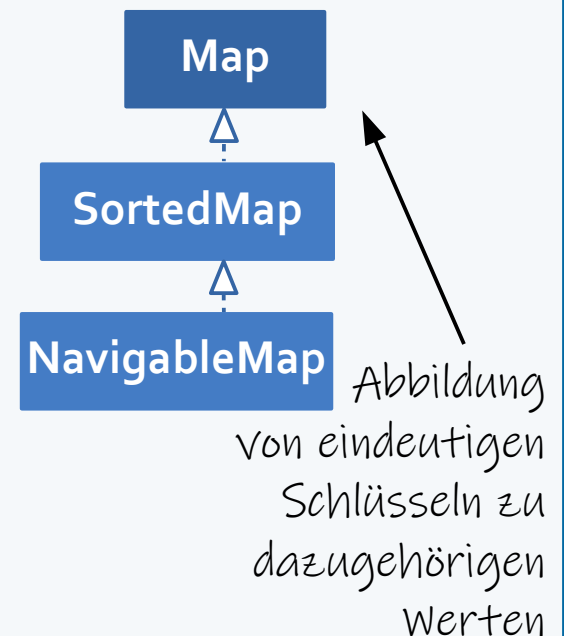 Map
SortedMap
NavigableMap
Abbildung
von eindeutigen
Schlüsseln zu
dazugehörigen
Werten